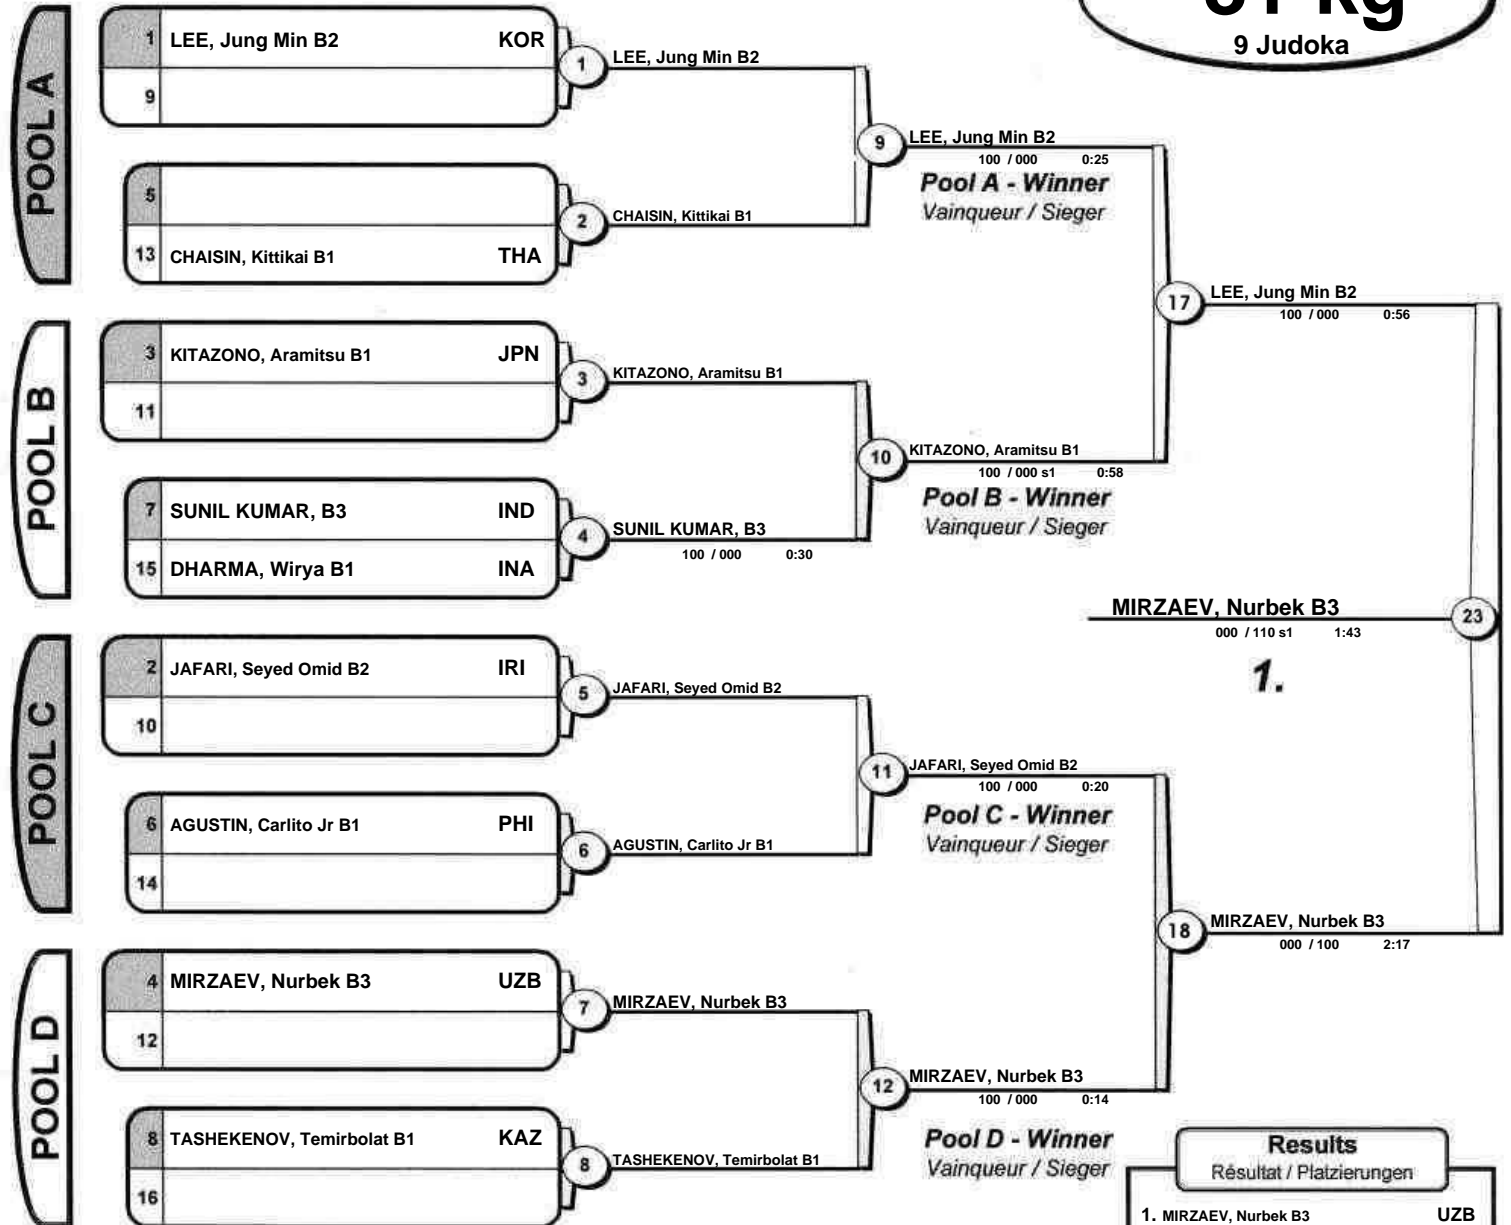 kg
9 Judoka
POOL A
1 LEE, Jung Min B2 KOR
9
1 LEE, Jung Min B2
5
13 CHAISIN, Kittikai B1 THA
2 CHAISIN, Kittikai B1
9 LEE, Jung Min B2
100 / 000 0:25
Pool A - Winner
Vainqueur / Sieger
POOL B
3 KITAZONO, Aramitsu B1 JPN
11
3 KITAZONO, Aramitsu B1
7 SUNIL KUMAR, B3 IND
15 DHARMA, Wirya B1 INA
4 SUNIL KUMAR, B3
100 / 000 0:30
10 KITAZONO, Aramitsu B1
100 / 000 s1 0:58
Pool B - Winner
Vainqueur / Sieger
17 LEE, Jung Min B2
100 / 000 0:56
MIRZAEV, Nurbek B3 23
000 / 110 s1 1:43
1.
POOL C
2 JAFARI, Seyed Omid B2 IRI
10
5 JAFARI, Seyed Omid B2
6 AGUSTIN, Carlito Jr B1 PHI
14
6 AGUSTIN, Carlito Jr B1
11 JAFARI, Seyed Omid B2
100 / 000 0:20
Pool C - Winner
Vainqueur / Sieger
POOL D
4 MIRZAEV, Nurbek B3 UZB
12
7 MIRZAEV, Nurbek B3
8 TASHEKENOV, Temirbolat B1 KAZ
16
8 TASHEKENOV, Temirbolat B1
12 MIRZAEV, Nurbek B3
100 / 000 0:14
Pool D - Winner
Vainqueur / Sieger
18 MIRZAEV, Nurbek B3
000 / 100 2:17
Results
Résultat / Platzierungen
1. MIRZAEV, Nurbek B3 UZB